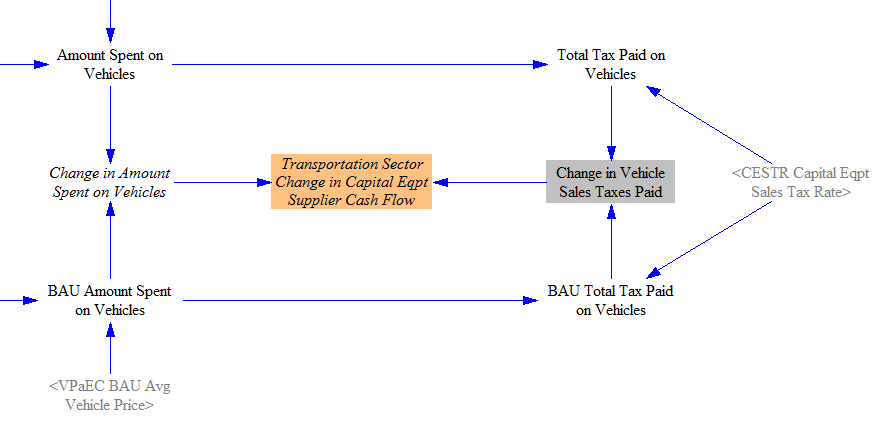 Amount Spent on
Vehicles
Total Tax Paid on
Vehicles
Change in Amount
Spent on Vehicles
Transportation Sector
Change in Capital Eqpt
Supplier Cash Flow
Change in Vehicle
Sales Taxes Paid
<CESTR Capital Eqpt
Sales Tax Rate>
BAU Amount Spent
on Vehicles
BAU Total Tax Paid
on Vehicles
<VPaEC BAU Avg
Vehicle Price>